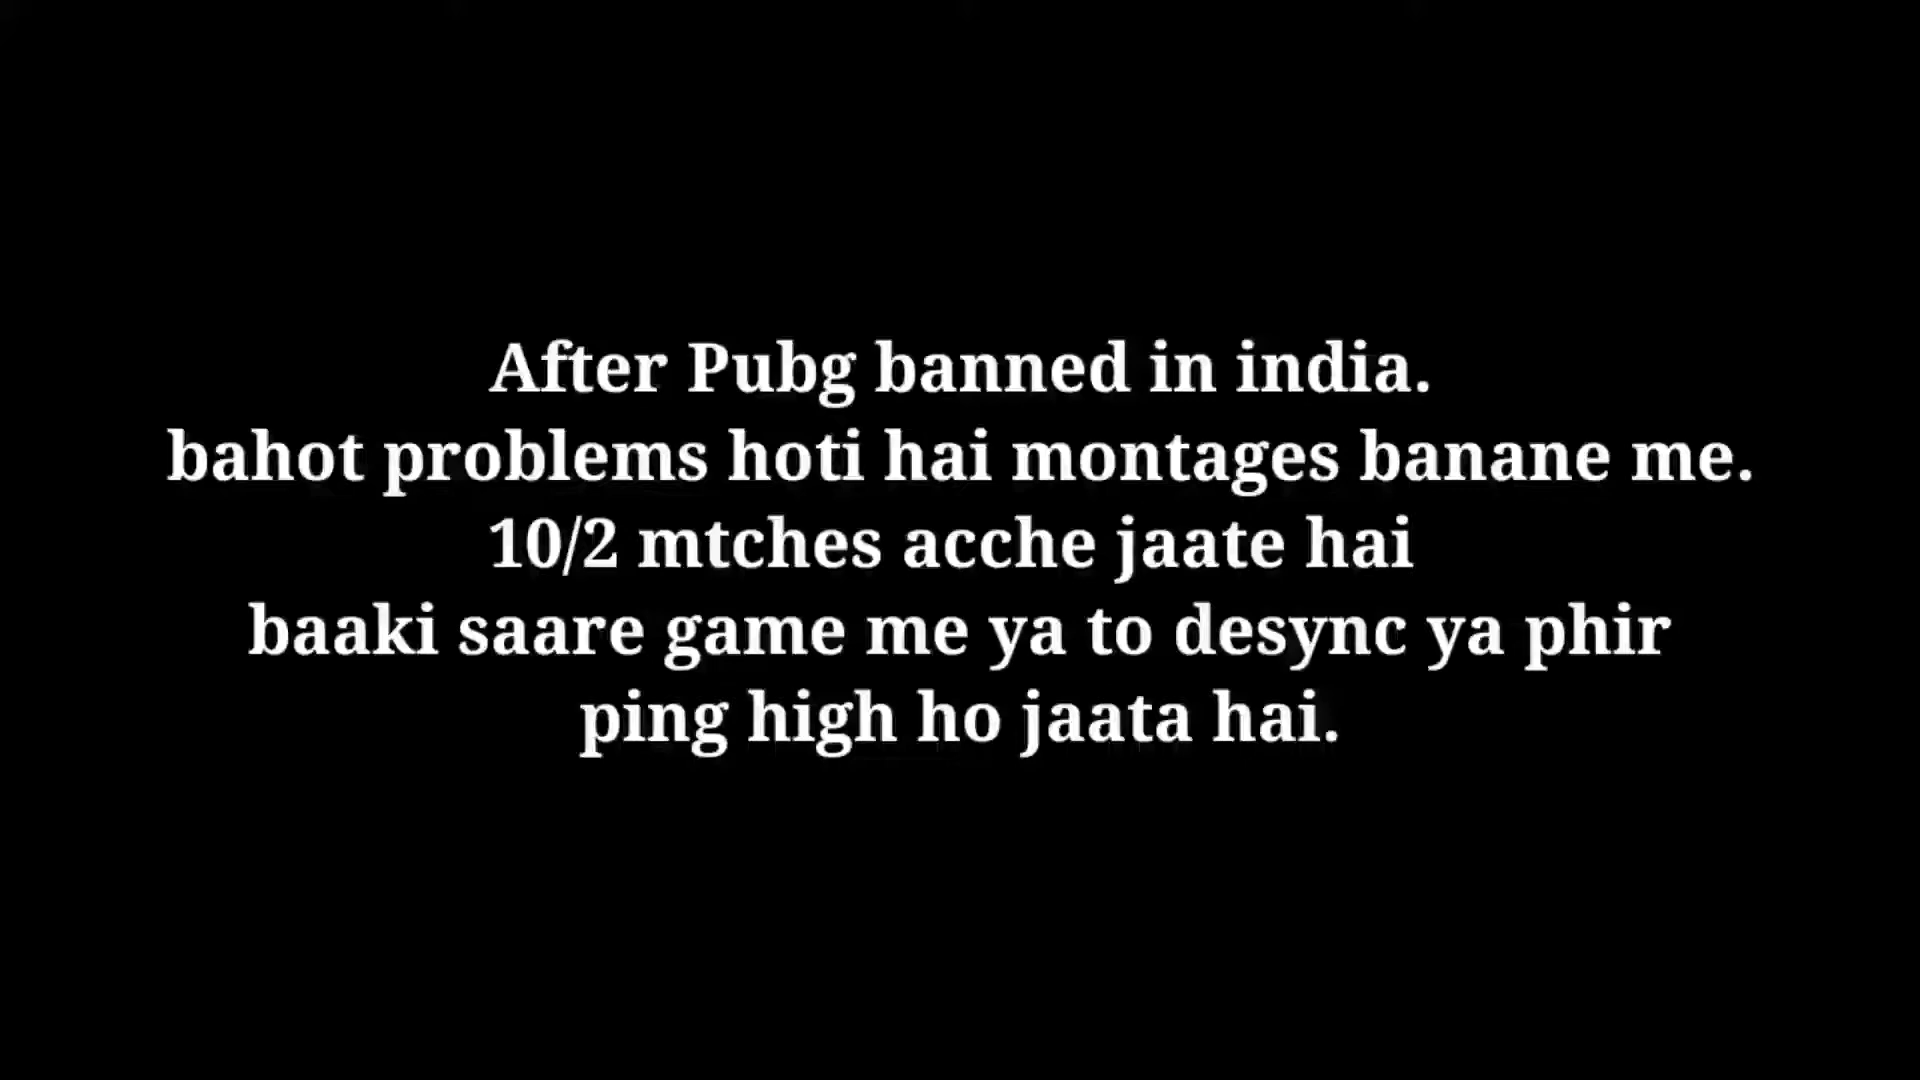 After Pubg banned in india.
bahot problems hoti hai montages banane me.
10/2 mtches acche jaate hai
baaki saare game me ya to desync ya phir
ping high ho jaata hai.